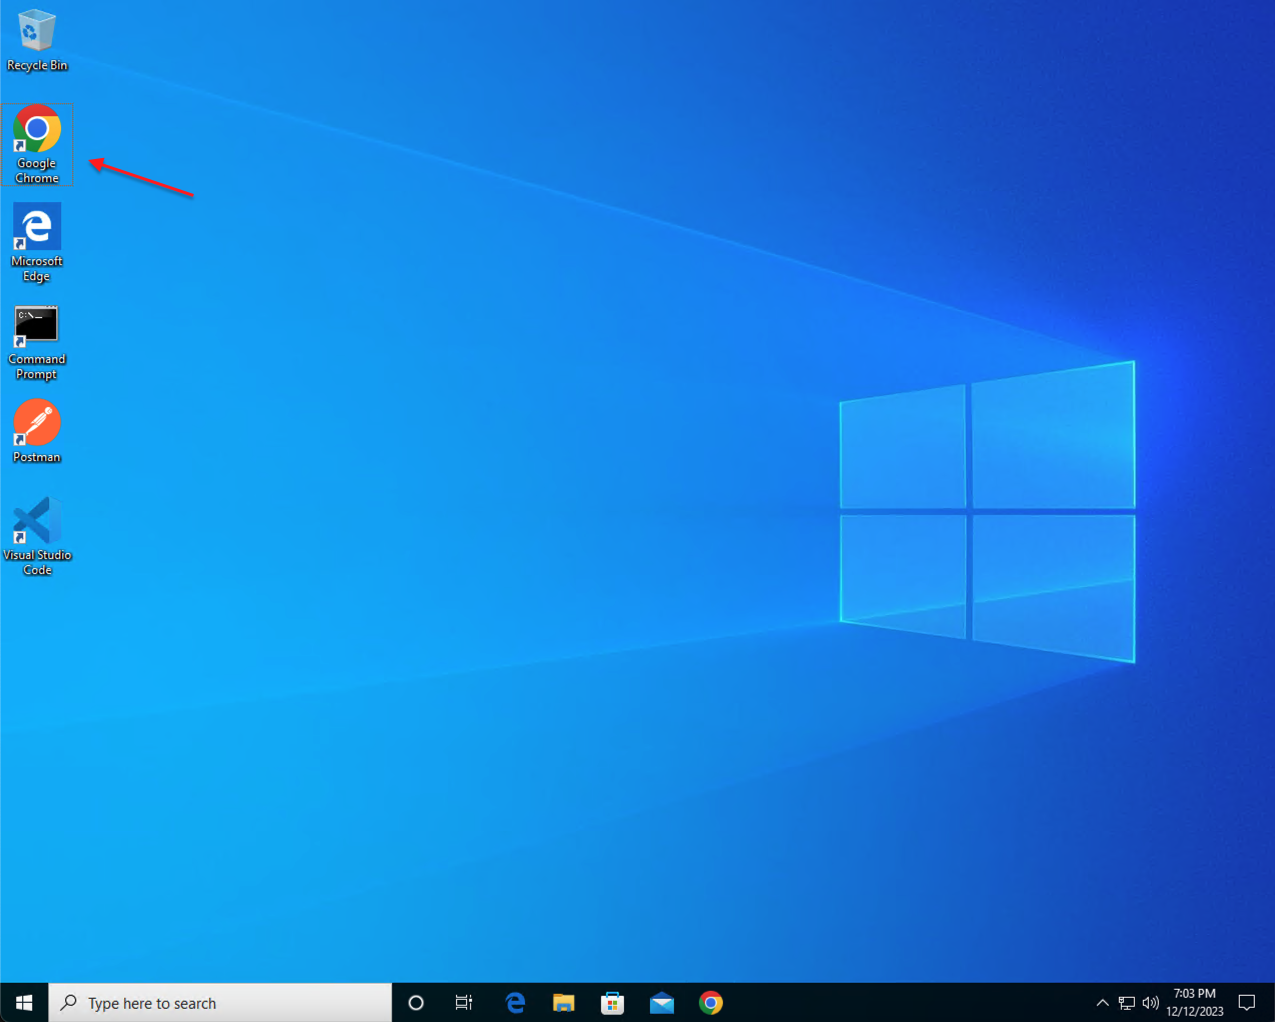 Recycle Bin
Google
Chrome
Microsoft
Edge
C:\_
Command
Prompt
Postman
Visual Studio
Code
Type here to search
7:03 PM
12/12/2023